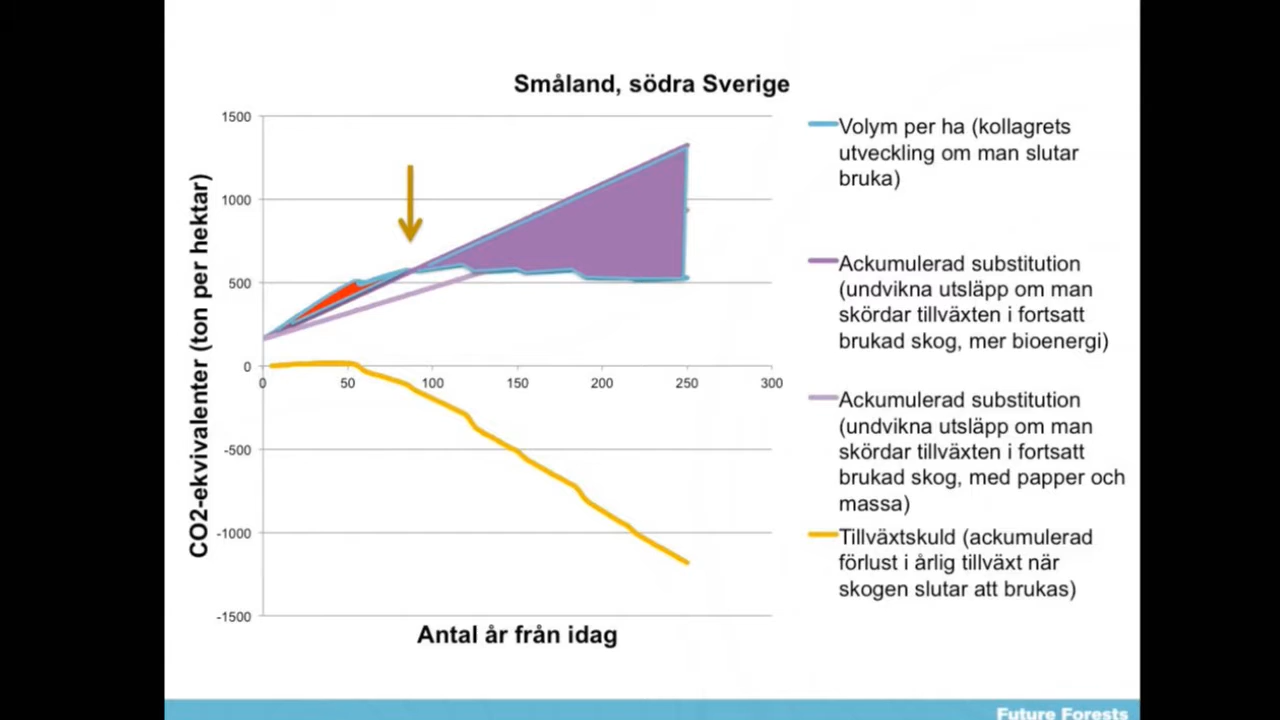 Småland, södra Sverige
1500
1000
500
0
-500
-1000
-1500
0
50
100
150
200
250
300
CO2-ekvivalenter (ton per hektar)
Antal år från idag
Volym per ha (kollagrets
utveckling om man slutar
bruka)
Ackumulerad substitution
(undvikna utsläpp om man
skördar tillväxten i fortsatt
brukad skog, mer bioenergi)
Ackumulerad substitution
(undvikna utsläpp om man
skördar tillväxten i fortsatt
brukad skog, med papper och
massa)
Tillväxtskuld (ackumulerad
förlust i årlig tillväxt när
skogen slutar att brukas)
Future Forests